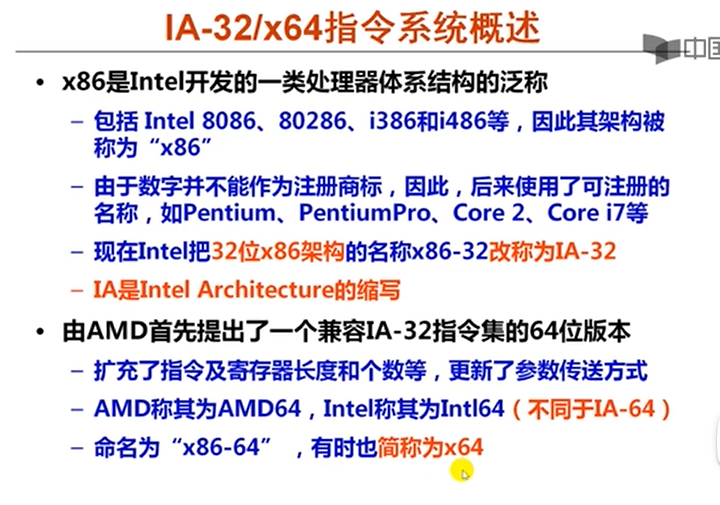 IA-32/x64指令系统概述
中国
• x86是Intel开发的一类处理器体系结构的泛称
– 包括 Intel 8086、80286、i386和i486等，因此其架构被
称为“x86”
– 由于数字并不能作为注册商标，因此，后来使用了可注册的
名称，如Pentium、PentiumPro、Core 2、Core i7等
– 现在Intel把32位x86架构的名称x86-32改称为IA-32
– IA是Intel Architecture的缩写
• 由AMD首先提出了一个兼容IA-32指令集的64位版本
– 扩充了指令及寄存器长度和个数等，更新了参数传送方式
– AMD称其为AMD64，Intel称其为Intl64（不同于IA-64）
– 命名为“x86-64” ，有时也简称为x64